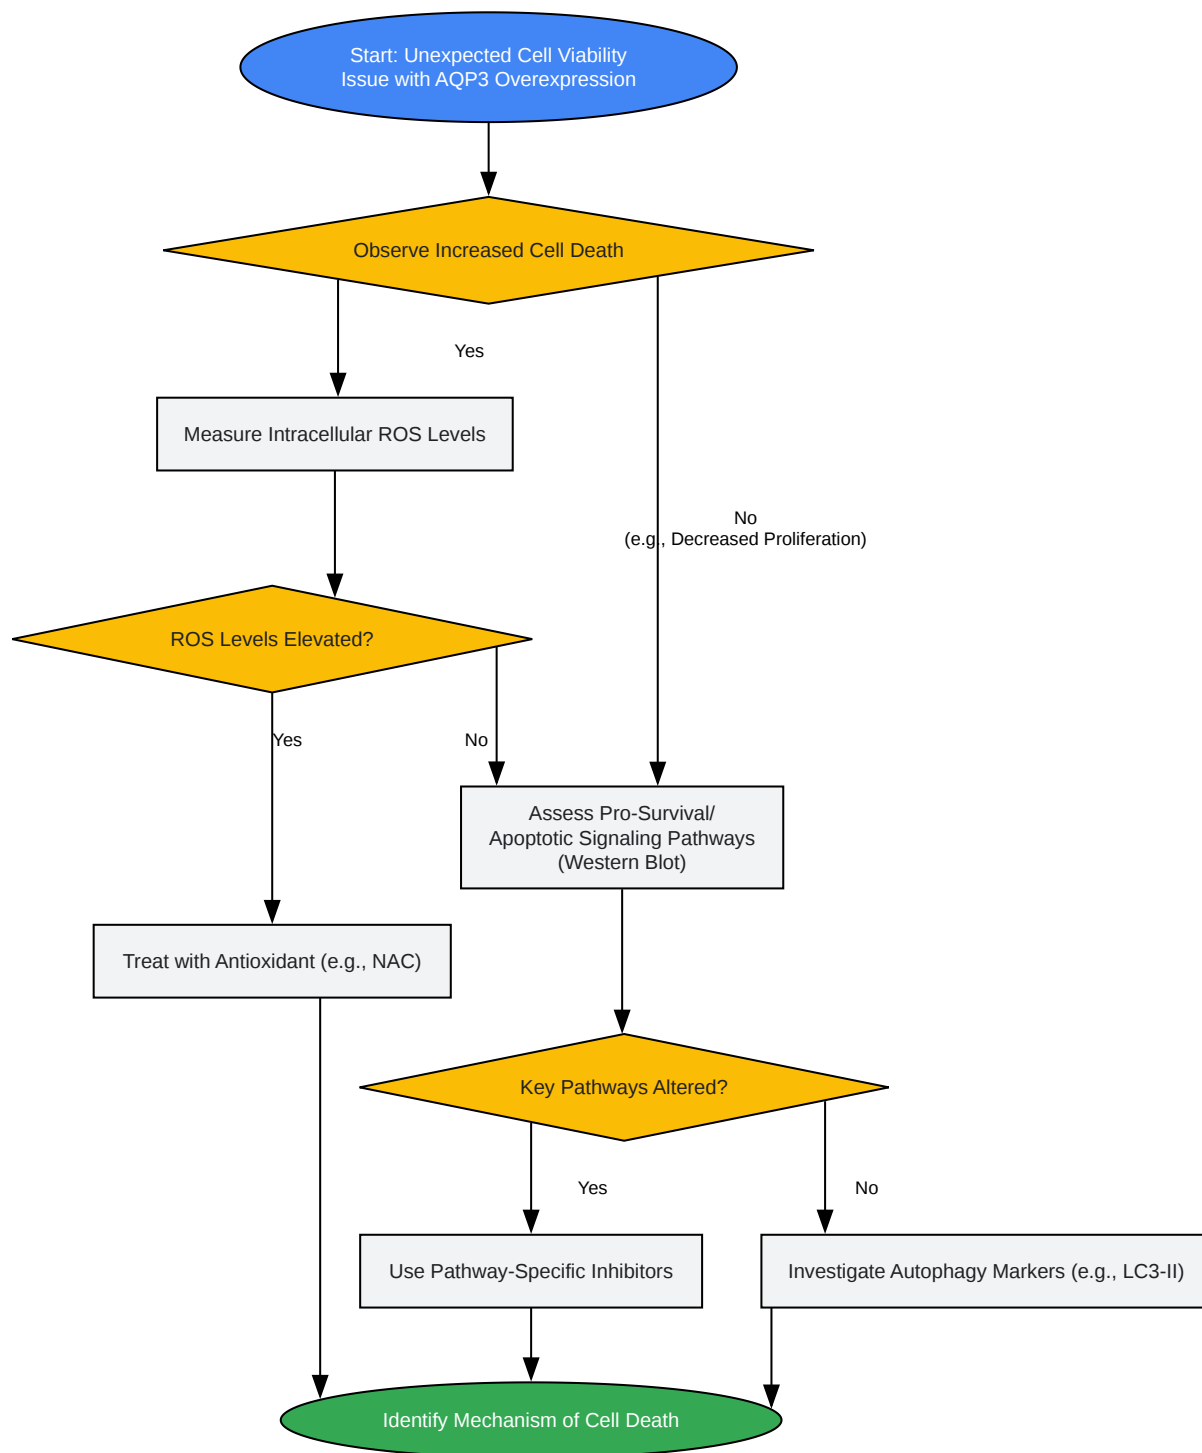 Start: Unexpected Cell Viability
Issue with AQP3 Overexpression
Observe Increased Cell Death
Yes
Measure Intracellular ROS Levels
No
(e.g., Decreased Proliferation)
ROS Levels Elevated?
Yes
No
Assess Pro-Survival/
Apoptotic Signaling Pathways
(Western Blot)
Treat with Antioxidant (e.g., NAC)
Key Pathways Altered?
Yes
No
Use Pathway-Specific Inhibitors
Investigate Autophagy Markers (e.g., LC3-II)
Identify Mechanism of Cell Death